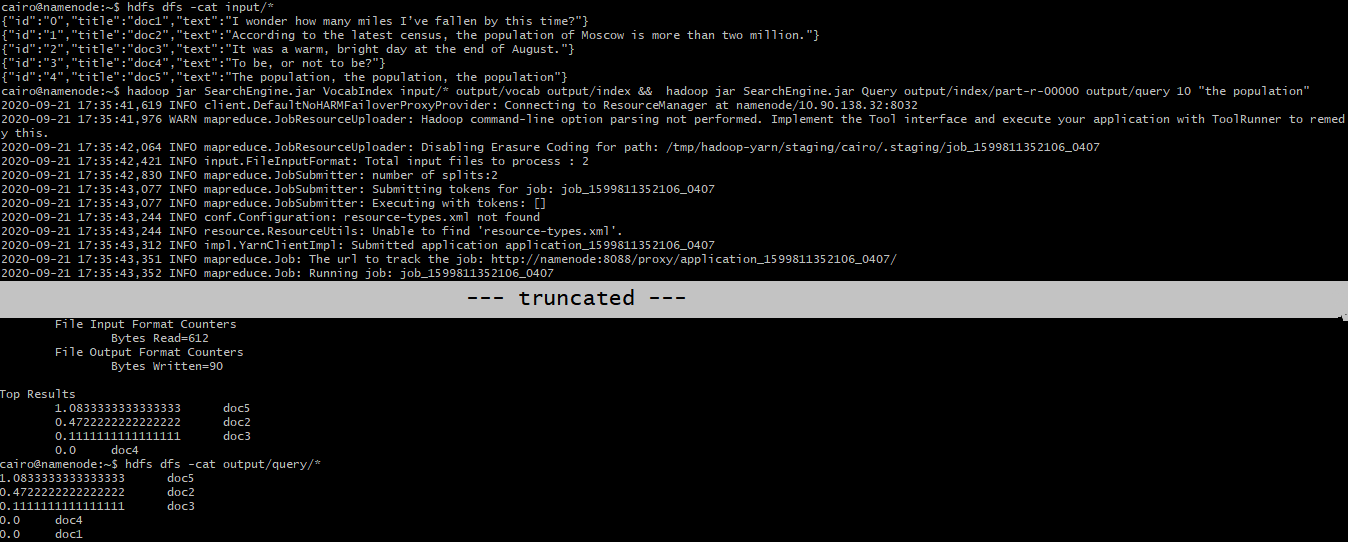 cairo@namenode:~$ hdfs dfs -cat input/*
{"id":"0","title":"doc1","text":"I wonder how many miles I've fallen by this time?"}
{"id":"1","title":"doc2","text":"According to the latest census, the population of Moscow is more than two million."}
{"id":"2","title":"doc3","text":"It was a warm, bright day at the end of August."}
{"id":"3","title":"doc4","text":"To be, or not to be?"}
{"id":"4","title":"doc5","text":"The population, the population, the population"}
cairo@namenode:~$ hadoop jar SearchEngine.jar VocabIndex input/* output/vocab output/index &&  hadoop jar SearchEngine.jar Query output/index/part-r-00000 output/query 10 "the population"
2020-09-21 17:35:41,619 INFO client.DefaultNoHARMFailoverProxyProvider: Connecting to ResourceManager at namenode/10.90.138.32:8032
2020-09-21 17:35:41,976 WARN mapreduce.JobResourceUploader: Hadoop command-line option parsing not performed. Implement the Tool interface and execute your application with ToolRunner to remed
y this.
2020-09-21 17:35:42,064 INFO mapreduce.JobResourceUploader: Disabling Erasure Coding for path: /tmp/hadoop-yarn/staging/cairo/.staging/job_1599811352106_0407
2020-09-21 17:35:42,421 INFO input.FileInputFormat: Total input files to process : 2
2020-09-21 17:35:42,830 INFO mapreduce.JobSubmitter: number of splits:2
2020-09-21 17:35:43,077 INFO mapreduce.JobSubmitter: Submitting tokens for job: job_1599811352106_0407
2020-09-21 17:35:43,077 INFO mapreduce.JobSubmitter: Executing with tokens: []
2020-09-21 17:35:43,244 INFO conf.Configuration: resource-types.xml not found
2020-09-21 17:35:43,244 INFO resource.ResourceUtils: Unable to find 'resource-types.xml'.
2020-09-21 17:35:43,312 INFO impl.YarnClientImpl: Submitted application application_1599811352106_0407
2020-09-21 17:35:43,351 INFO mapreduce.Job: The url to track the job: http://namenode:8088/proxy/application_1599811352106_0407/
2020-09-21 17:35:43,352 INFO mapreduce.Job: Running job: job_1599811352106_0407
--- truncated ---
File Input Format Counters
Bytes Read=612
File Output Format Counters
Bytes Written=90
Top Results
1.0833333333333333 doc5
0.4722222222222222 doc2
0.1111111111111111 doc3
0.0 doc4
cairo@namenode:~$ hdfs dfs -cat output/query/*
1.0833333333333333 doc5
0.4722222222222222 doc2
0.1111111111111111 doc3
0.0 doc4
0.0 doc1